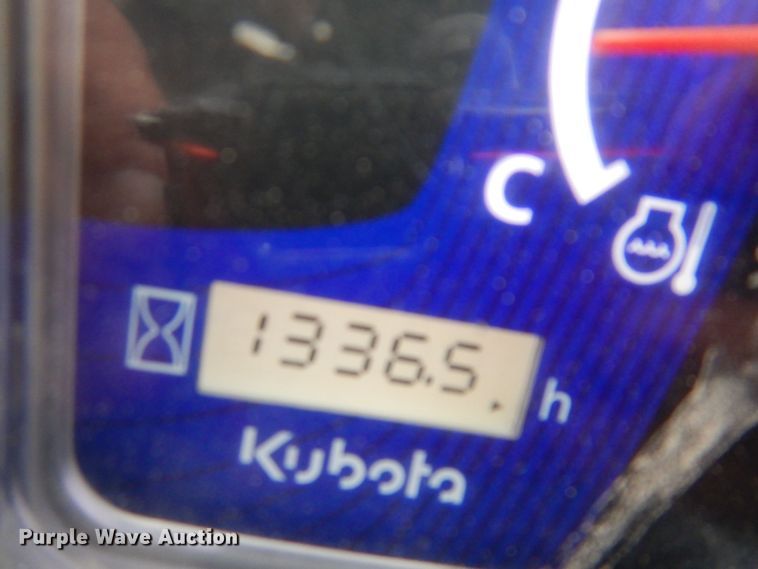 C
1336.5
h
Kubota
Purple Wave Auction